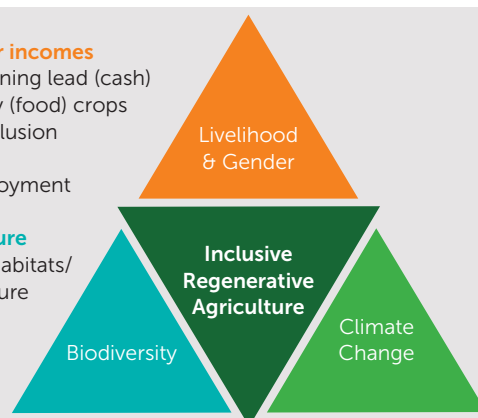 r incomes
ning lead (cash)
(food) crops
lusion
oyment
ure
abitats/
ure
Livelihood
& Gender
Inclusive
Regenerative
Agriculture
Biodiversity
Climate
Change